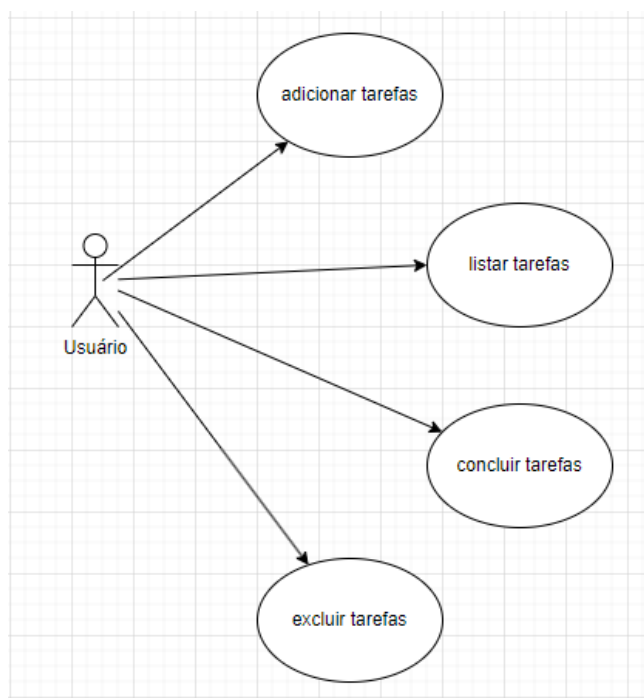 adicionar tarefas
listar tarefas
Usuário
concluir tarefas
excluir tarefas